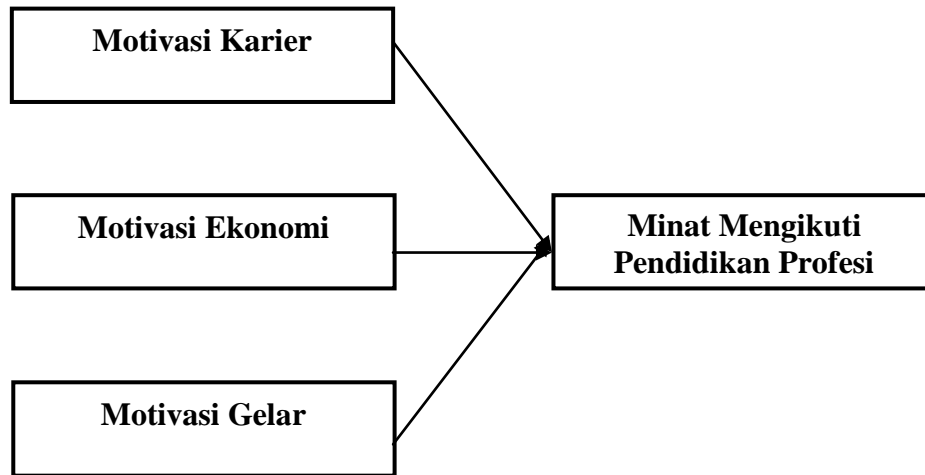 Motivasi Karier
Motivasi Ekonomi
Minat Mengikuti
Pendidikan Profesi
Motivasi Gelar